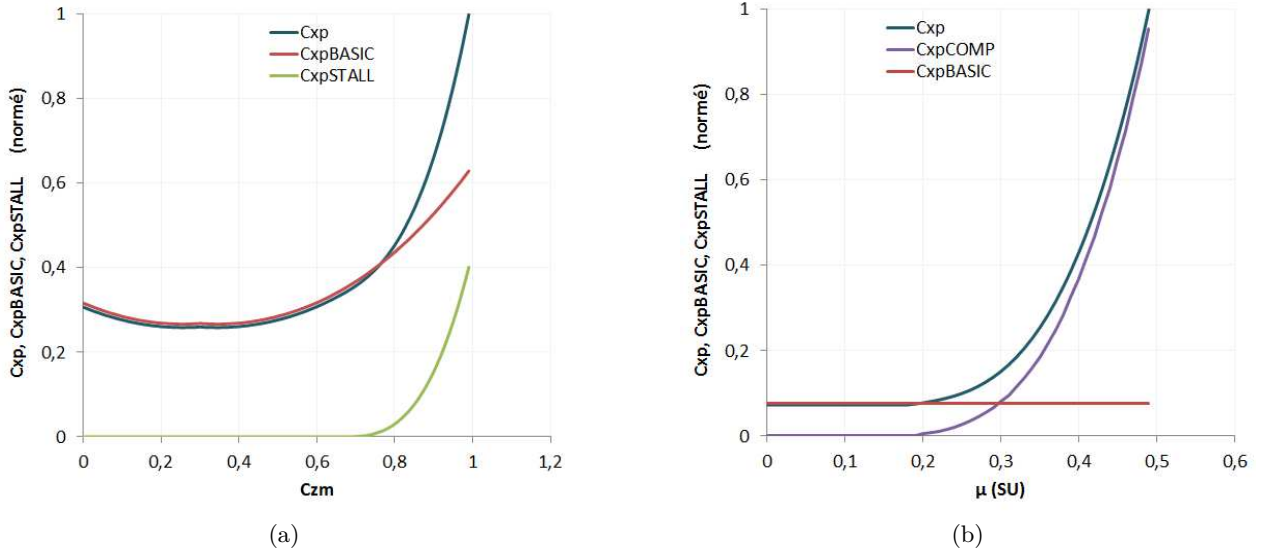 Cxp
CxpBASIC
CxpSTALL
Cxp, CxpBASIC, CxpSTALL (normé)
1
0,8
0,6
0,4
0,2
0
0 0,2 0,4 0,6 0,8 1 1,2
Czm
(a)
Cxp
CxpCOMP
CxpBASIC
Cxp, CxpBASIC, CxpSTALL (normé)
1
0,8
0,6
0,4
0,2
0
0 0,1 0,2 0,3 0,4 0,5 0,6
μ (SU)
(b)